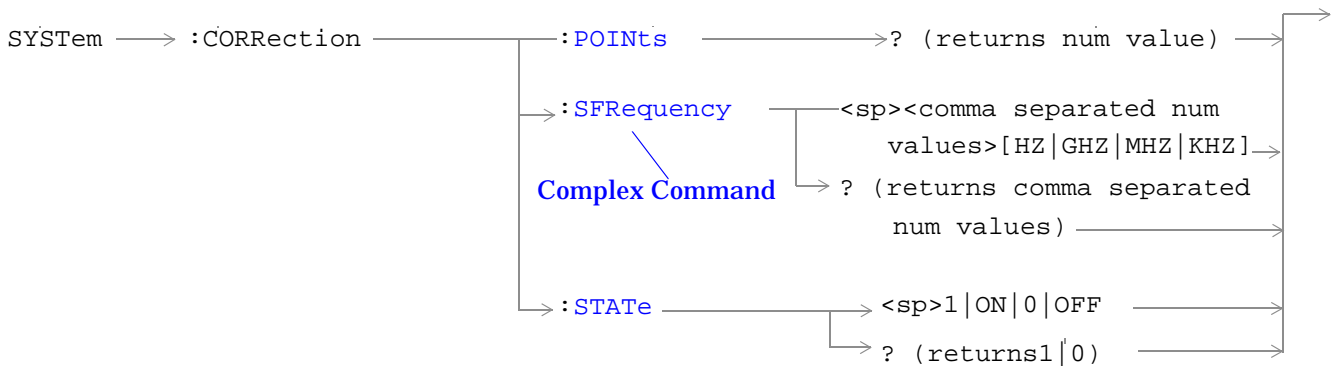 SYSTem :CORRection :POINts ? (returns num value)
:SFRequency <sp><comma separated num
values>[HZ|GHZ|MHZ|KHZ]
Complex Command ? (returns comma separated
num values)
:STATe <sp>1|ON|0|OFF
? (returns1|0)